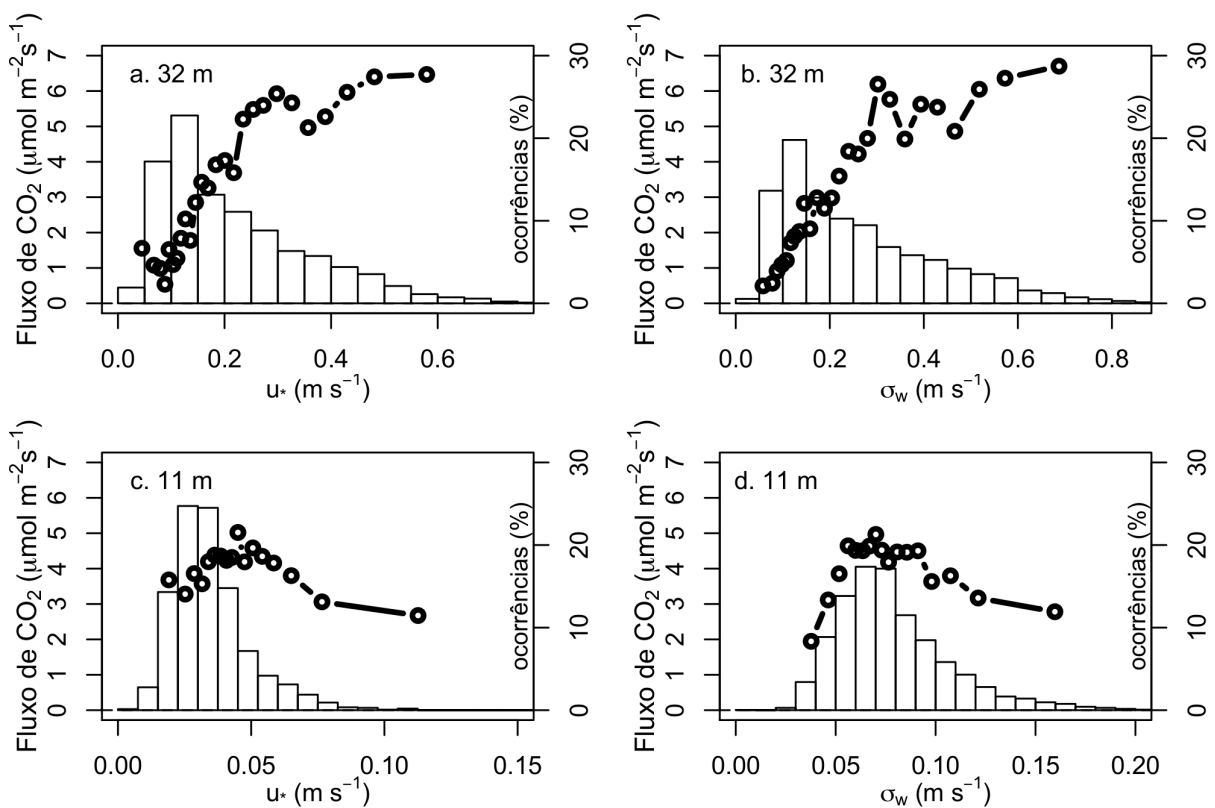 a. 32 m
Fluxo de CO₂ (μmol m⁻²s⁻¹)
0 1 2 3 4 5 6 7
ocorrências (%)
0 10 20 30
0.0 0.2 0.4 0.6
u* (m s⁻¹)
b. 32 m
Fluxo de CO₂ (μmol m⁻²s⁻¹)
0 1 2 3 4 5 6 7
ocorrências (%)
0 10 20 30
0.0 0.2 0.4 0.6 0.8
σw (m s⁻¹)
c. 11 m
Fluxo de CO₂ (μmol m⁻²s⁻¹)
0 1 2 3 4 5 6 7
ocorrências (%)
0 10 20 30
0.00 0.05 0.10 0.15
u* (m s⁻¹)
d. 11 m
Fluxo de CO₂ (μmol m⁻²s⁻¹)
0 1 2 3 4 5 6 7
ocorrências (%)
0 10 20 30
0.00 0.05 0.10 0.15 0.20
σw (m s⁻¹)